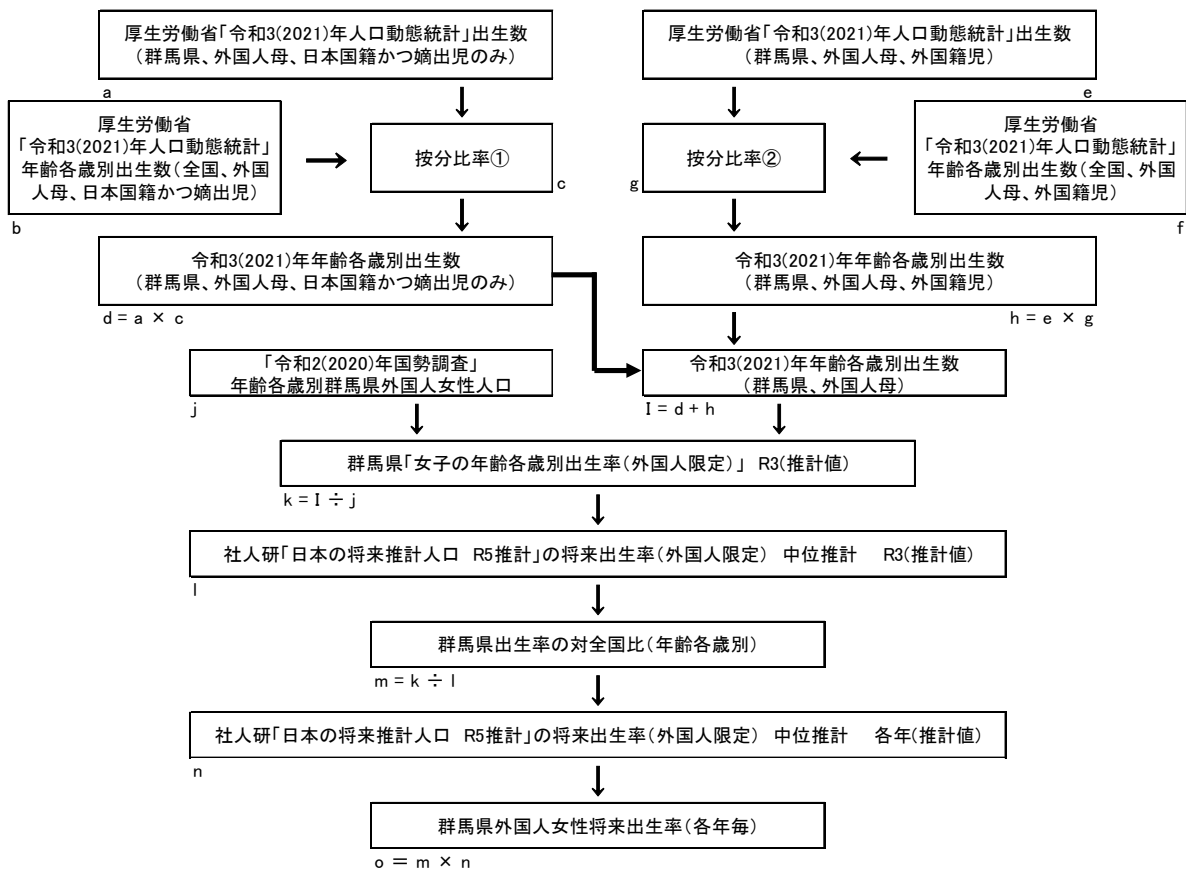 厚生労働省「令和3(2021)年人口動態統計」出生数
(群馬県、外国人母、日本国籍かつ嫡出児のみ)
a
厚生労働省「令和3(2021)年人口動態統計」出生数
(群馬県、外国人母、外国籍児)
e
厚生労働省
「令和3(2021)年人口動態統計」
年齢各歳別出生数(全国、外国
人母、日本国籍かつ嫡出児)
b
按分比率①
c
按分比率②
g
厚生労働省
「令和3(2021)年人口動態統計」
年齢各歳別出生数(全国、外国
人母、外国籍児)
f
令和3(2021)年年齢各歳別出生数
(群馬県、外国人母、日本国籍かつ嫡出児のみ)
d = a × c
令和3(2021)年年齢各歳別出生数
(群馬県、外国人母、外国籍児)
h = e × g
「令和2(2020)年国勢調査」
年齢各歳別群馬県外国人女性人口
j
令和3(2021)年年齢各歳別出生数
(群馬県、外国人母)
I = d + h
群馬県「女子の年齢各歳別出生率(外国人限定)」 R3(推計値)
k = I ÷ j
社人研「日本の将来推計人口 R5推計」の将来出生率(外国人限定) 中位推計 R3(推計値)
l
群馬県出生率の対全国比(年齢各歳別)
m = k ÷ l
社人研「日本の将来推計人口 R5推計」の将来出生率(外国人限定) 中位推計 各年(推計値)
n
群馬県外国人女性将来出生率(各年毎)
o = m × n